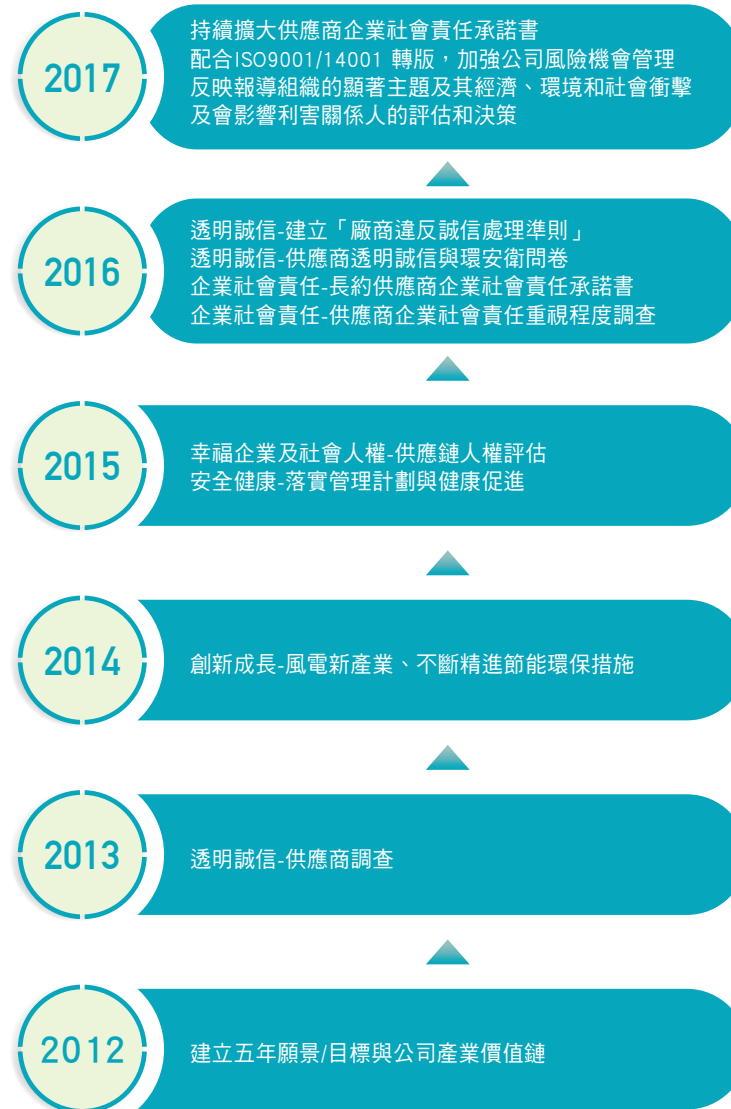 2017
持續擴大供應商企業社會責任承諾書
配合ISO9001/14001 轉版，加強公司風險機會管理
反映報導組織的顯著主題及其經濟、環境和社會衝擊
及會影響利害關係人的評估和決策
2016
透明誠信-建立「廠商違反誠信處理準則」
透明誠信-供應商透明誠信與環安衛問卷
企業社會責任-長約供應商企業社會責任承諾書
企業社會責任-供應商企業社會責任重視程度調查
2015
幸福企業及社會人權-供應鏈人權評估
安全健康-落實管理計劃與健康促進
2014
創新成長-風電新產業、不斷精進節能環保措施
2013
透明誠信-供應商調查
2012
建立五年願景/目標與公司產業價值鏈